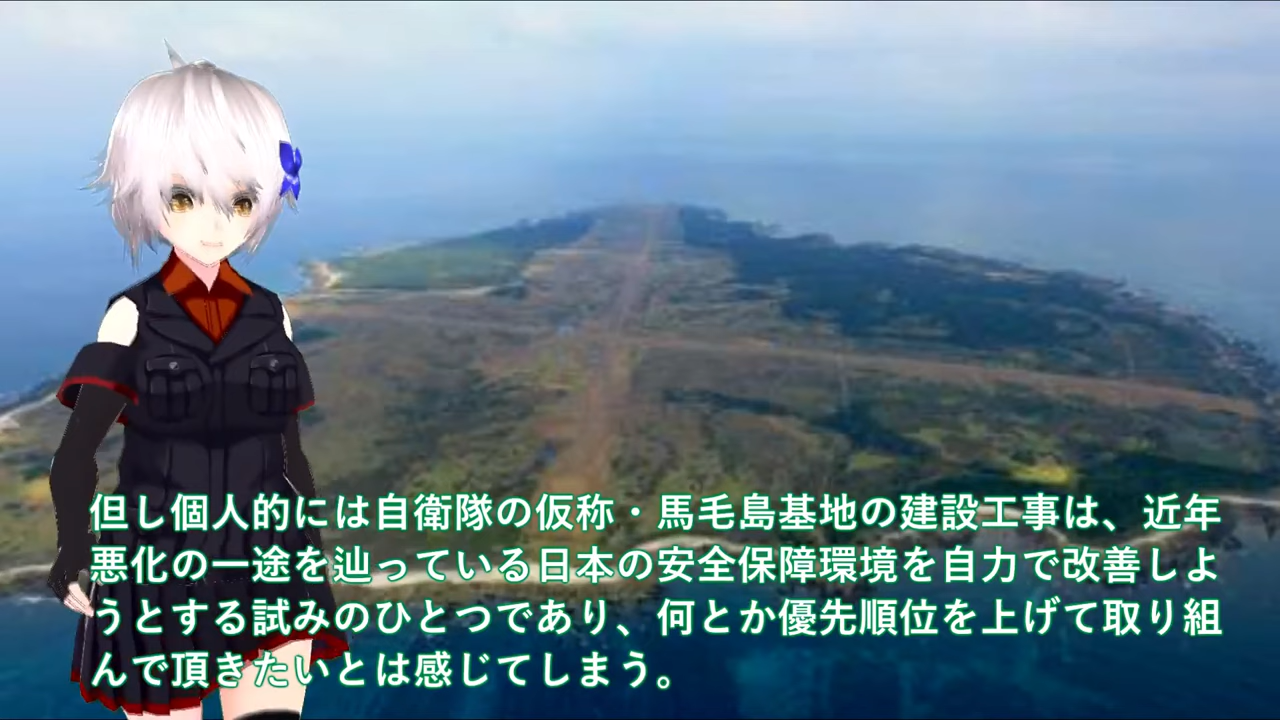 但し個人的には自衛隊の仮称・馬毛島基地の建設工事は、近年
悪化の一途を辿っている日本の安全保障環境を自力で改善しよ
うとする試みのひとつであり、何とか優先順位を上げて取り組
んで頂きたいとは感じてしまう。